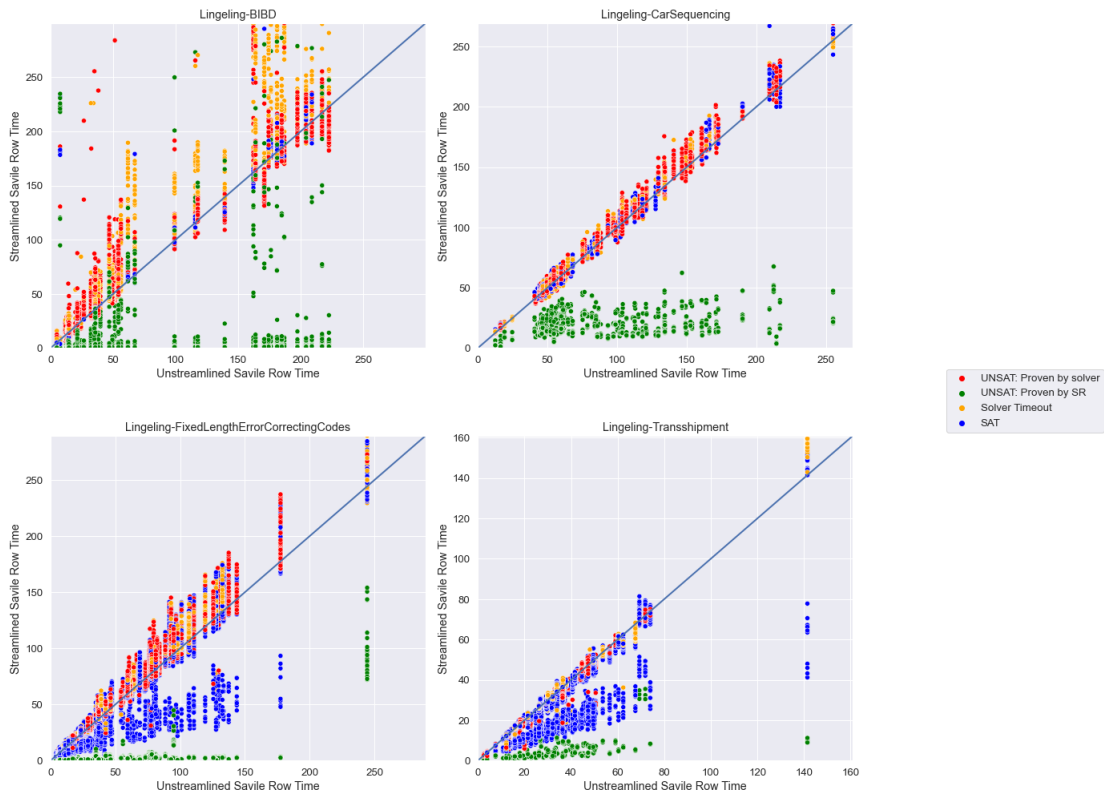 Lingeling-BIBD
Streamlined Savile Row Time
250
200
150
100
50
0
0 50 100 150 200 250
Unstreamlined Savile Row Time
Lingeling-CarSequencing
Streamlined Savile Row Time
250
200
150
100
50
0
0 50 100 150 200 250
Unstreamlined Savile Row Time
UNSAT: Proven by solver
UNSAT: Proven by SR
Solver Timeout
SAT
Lingeling-FixedLengthErrorCorrectingCodes
Streamlined Savile Row Time
250
200
150
100
50
0
0 50 100 150 200 250
Unstreamlined Savile Row Time
Lingeling-Transshipment
Streamlined Savile Row Time
160
140
120
100
80
60
40
20
0
0 20 40 60 80 100 120 140 160
Unstreamlined Savile Row Time